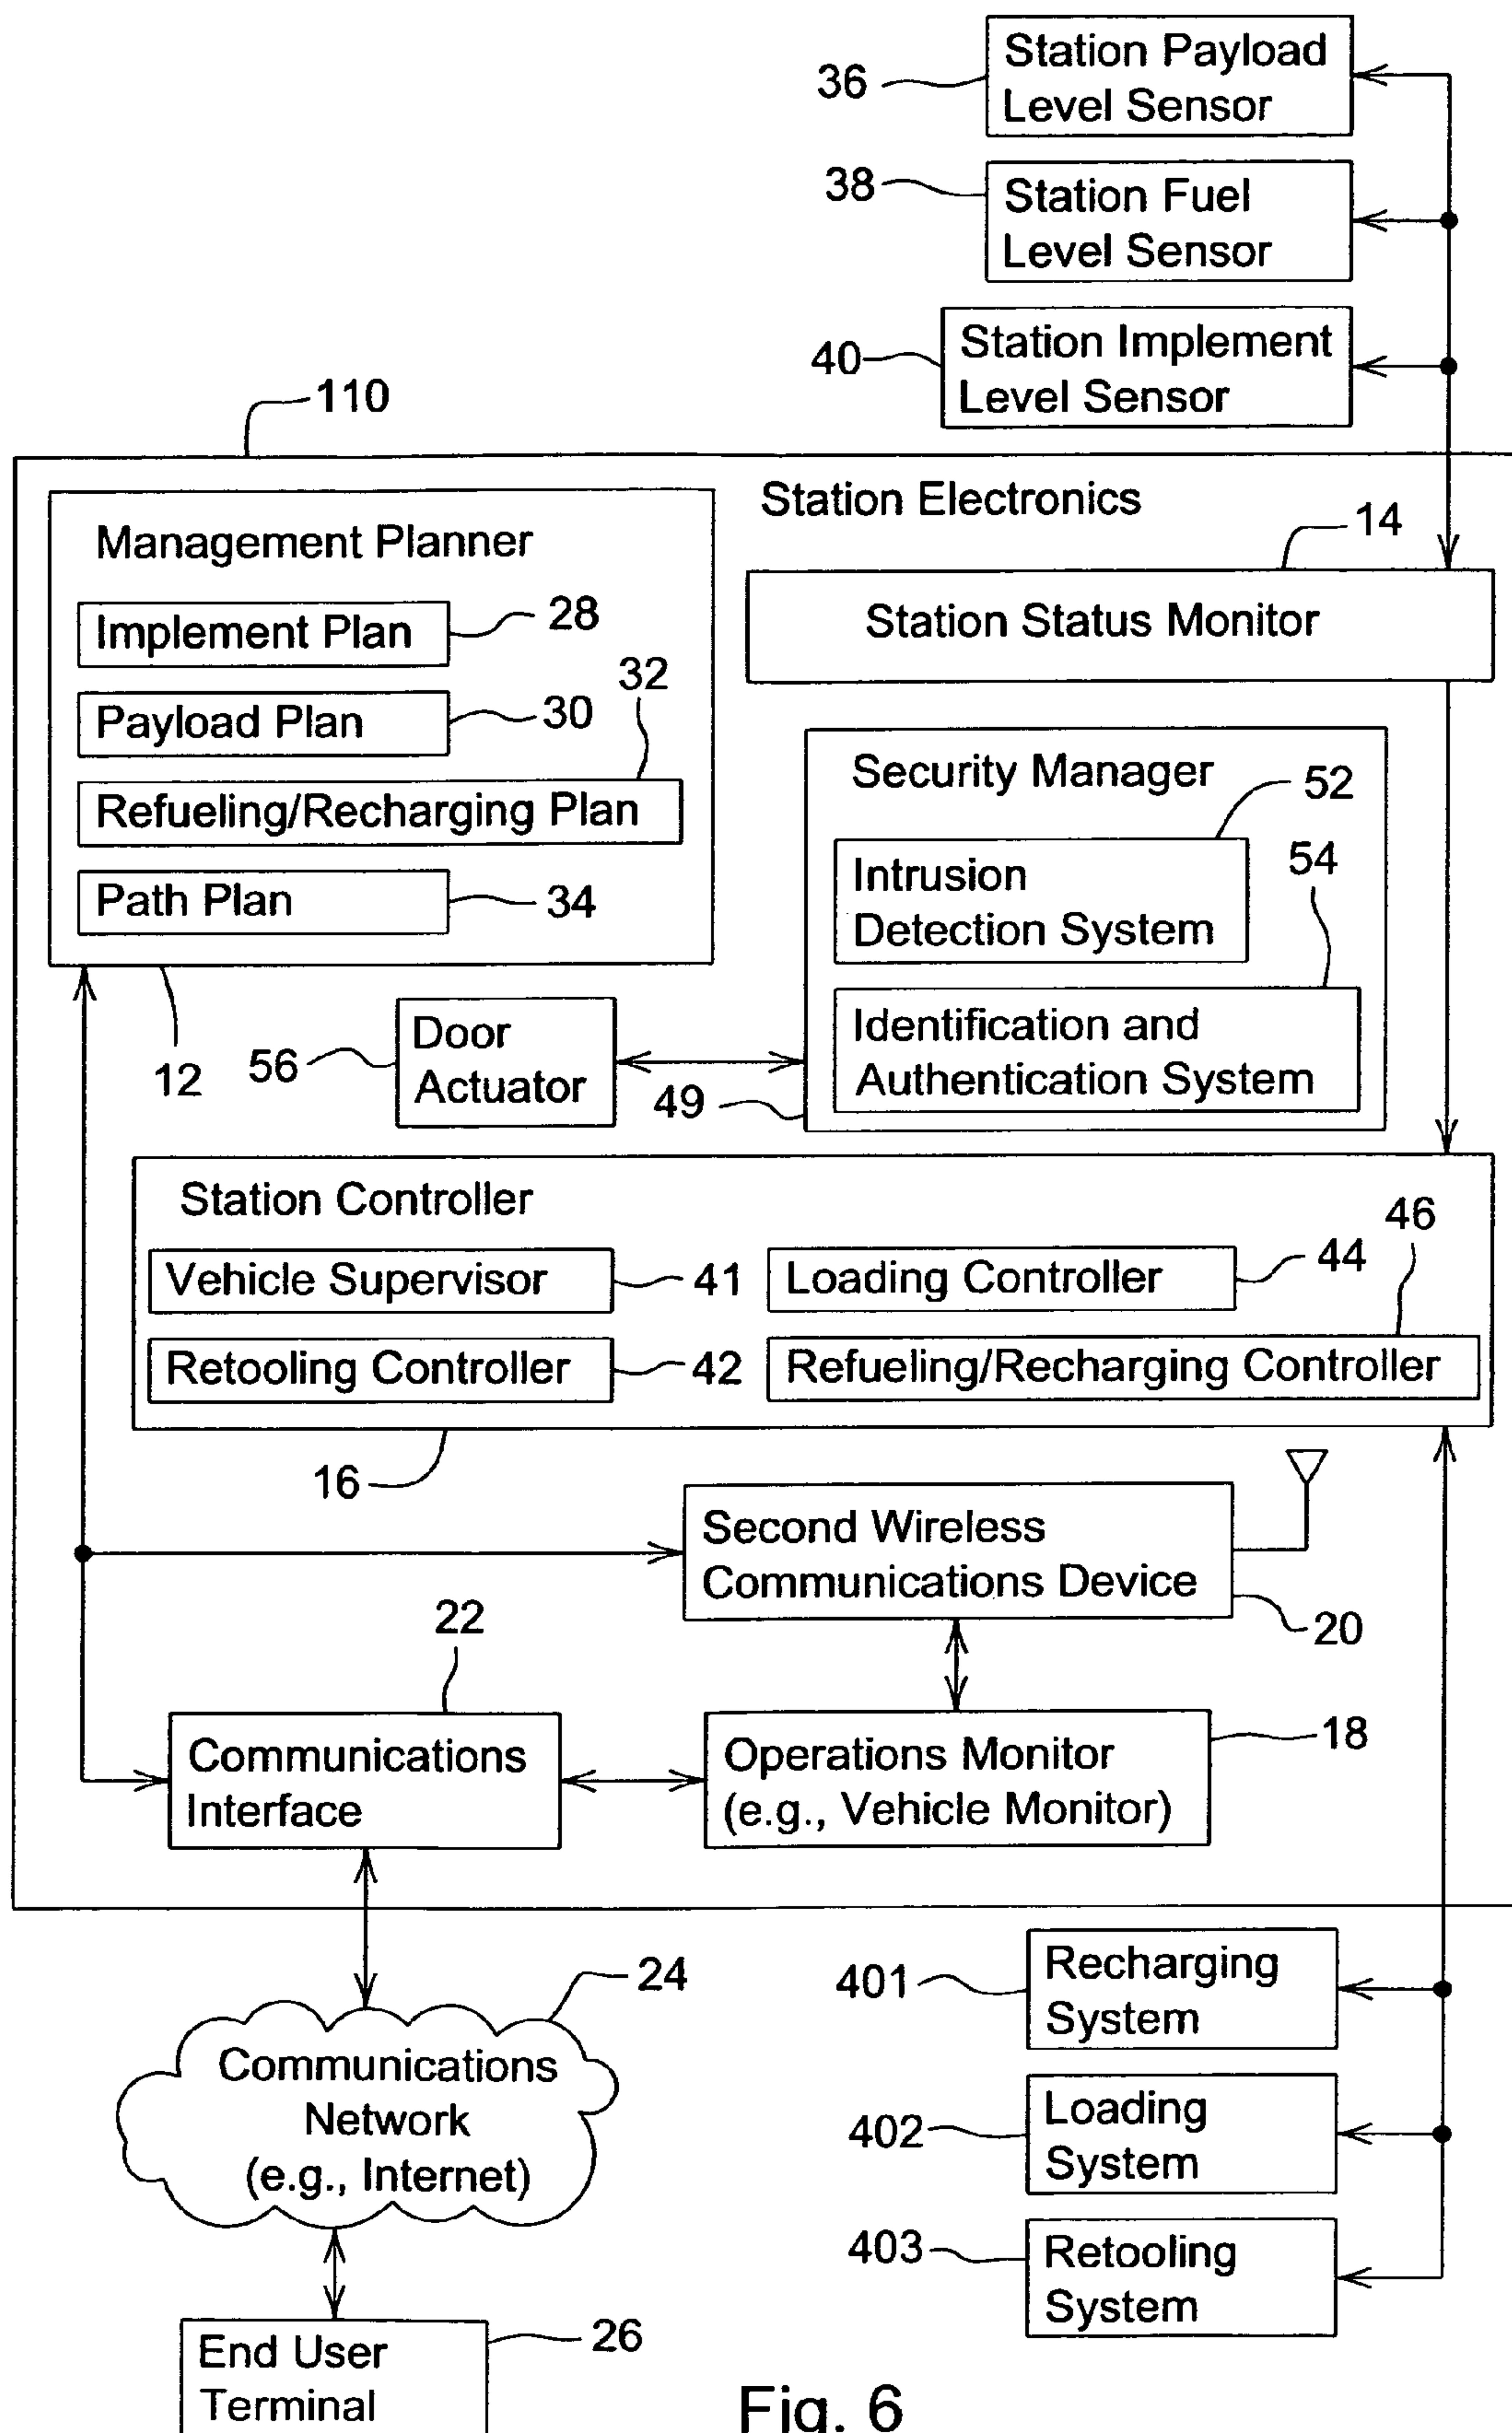 36
Station Payload
Level Sensor
38
Station Fuel
Level Sensor
40
Station Implement
Level Sensor
110
Station Electronics
Management Planner
14
Implement Plan
28
Station Status Monitor
32
Payload Plan
30
Security Manager
52
Refueling/Recharging Plan
Intrusion
Detection System
54
Path Plan
34
Identification and
Authentication System
12
56
Door
Actuator
49
Station Controller
46
Vehicle Supervisor
41
Loading Controller
44
Retooling Controller
42
Refueling/Recharging Controller
16
Second Wireless
Communications Device
20
22
Communications
Interface
Operations Monitor
(e.g., Vehicle Monitor)
18
24
Communications
Network
(e.g., Internet)
401
Recharging
System
402
Loading
System
403
Retooling
System
End User
Terminal
26
Fig. 6